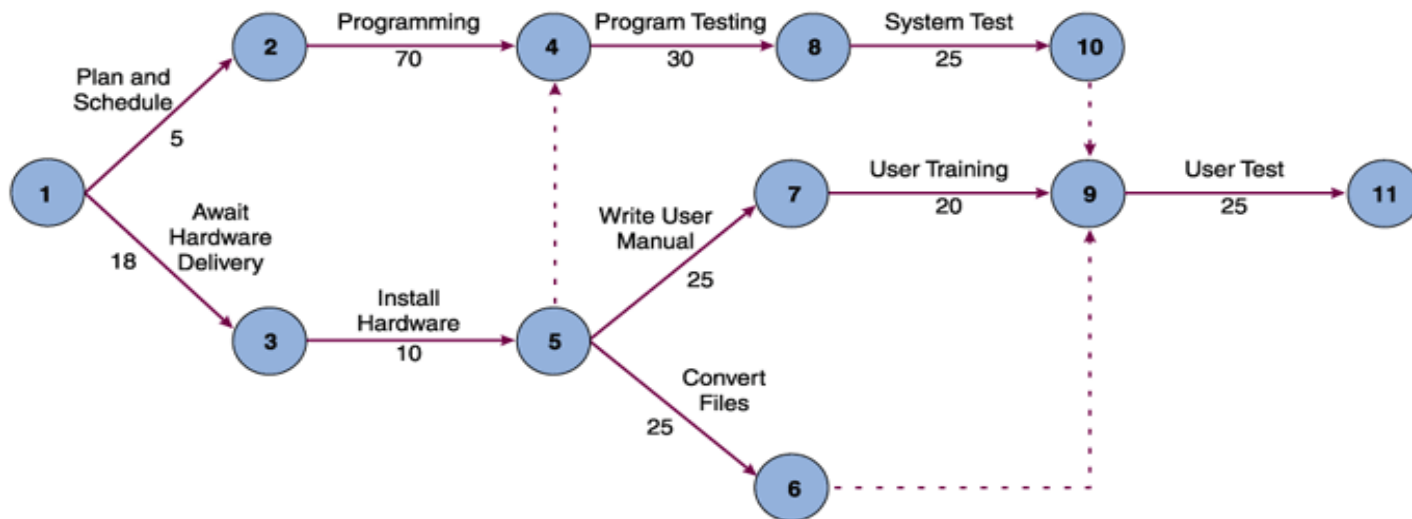 2
Programming
70
4
Program Testing
30
8
System Test
25
10
Plan and
Schedule
5
1
Await
Hardware
Delivery
18
3
Install
Hardware
10
5
Write User
Manual
25
7
User Training
20
9
User Test
25
11
Convert
Files
25
6